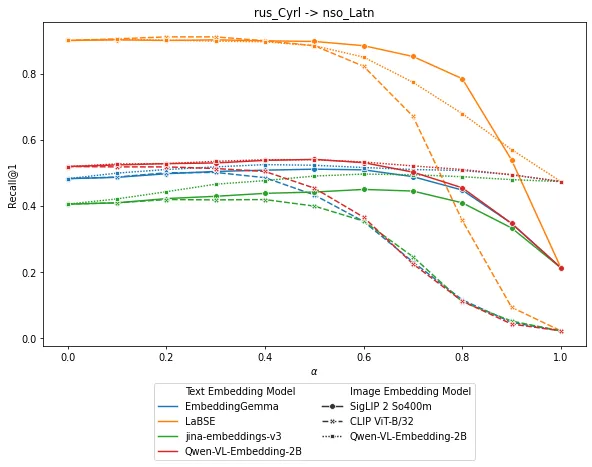 rus_Cyrl -> nso_Latn
Recall@1
0.8
0.6
0.4
0.2
0.0
0.0 0.2 0.4 0.6 0.8 1.0
α
Text Embedding Model Image Embedding Model
EmbeddingGemma SigLIP 2 So400m
LaBSE CLIP ViT-B/32
jina-embeddings-v3 Qwen-VL-Embedding-2B
Qwen-VL-Embedding-2B